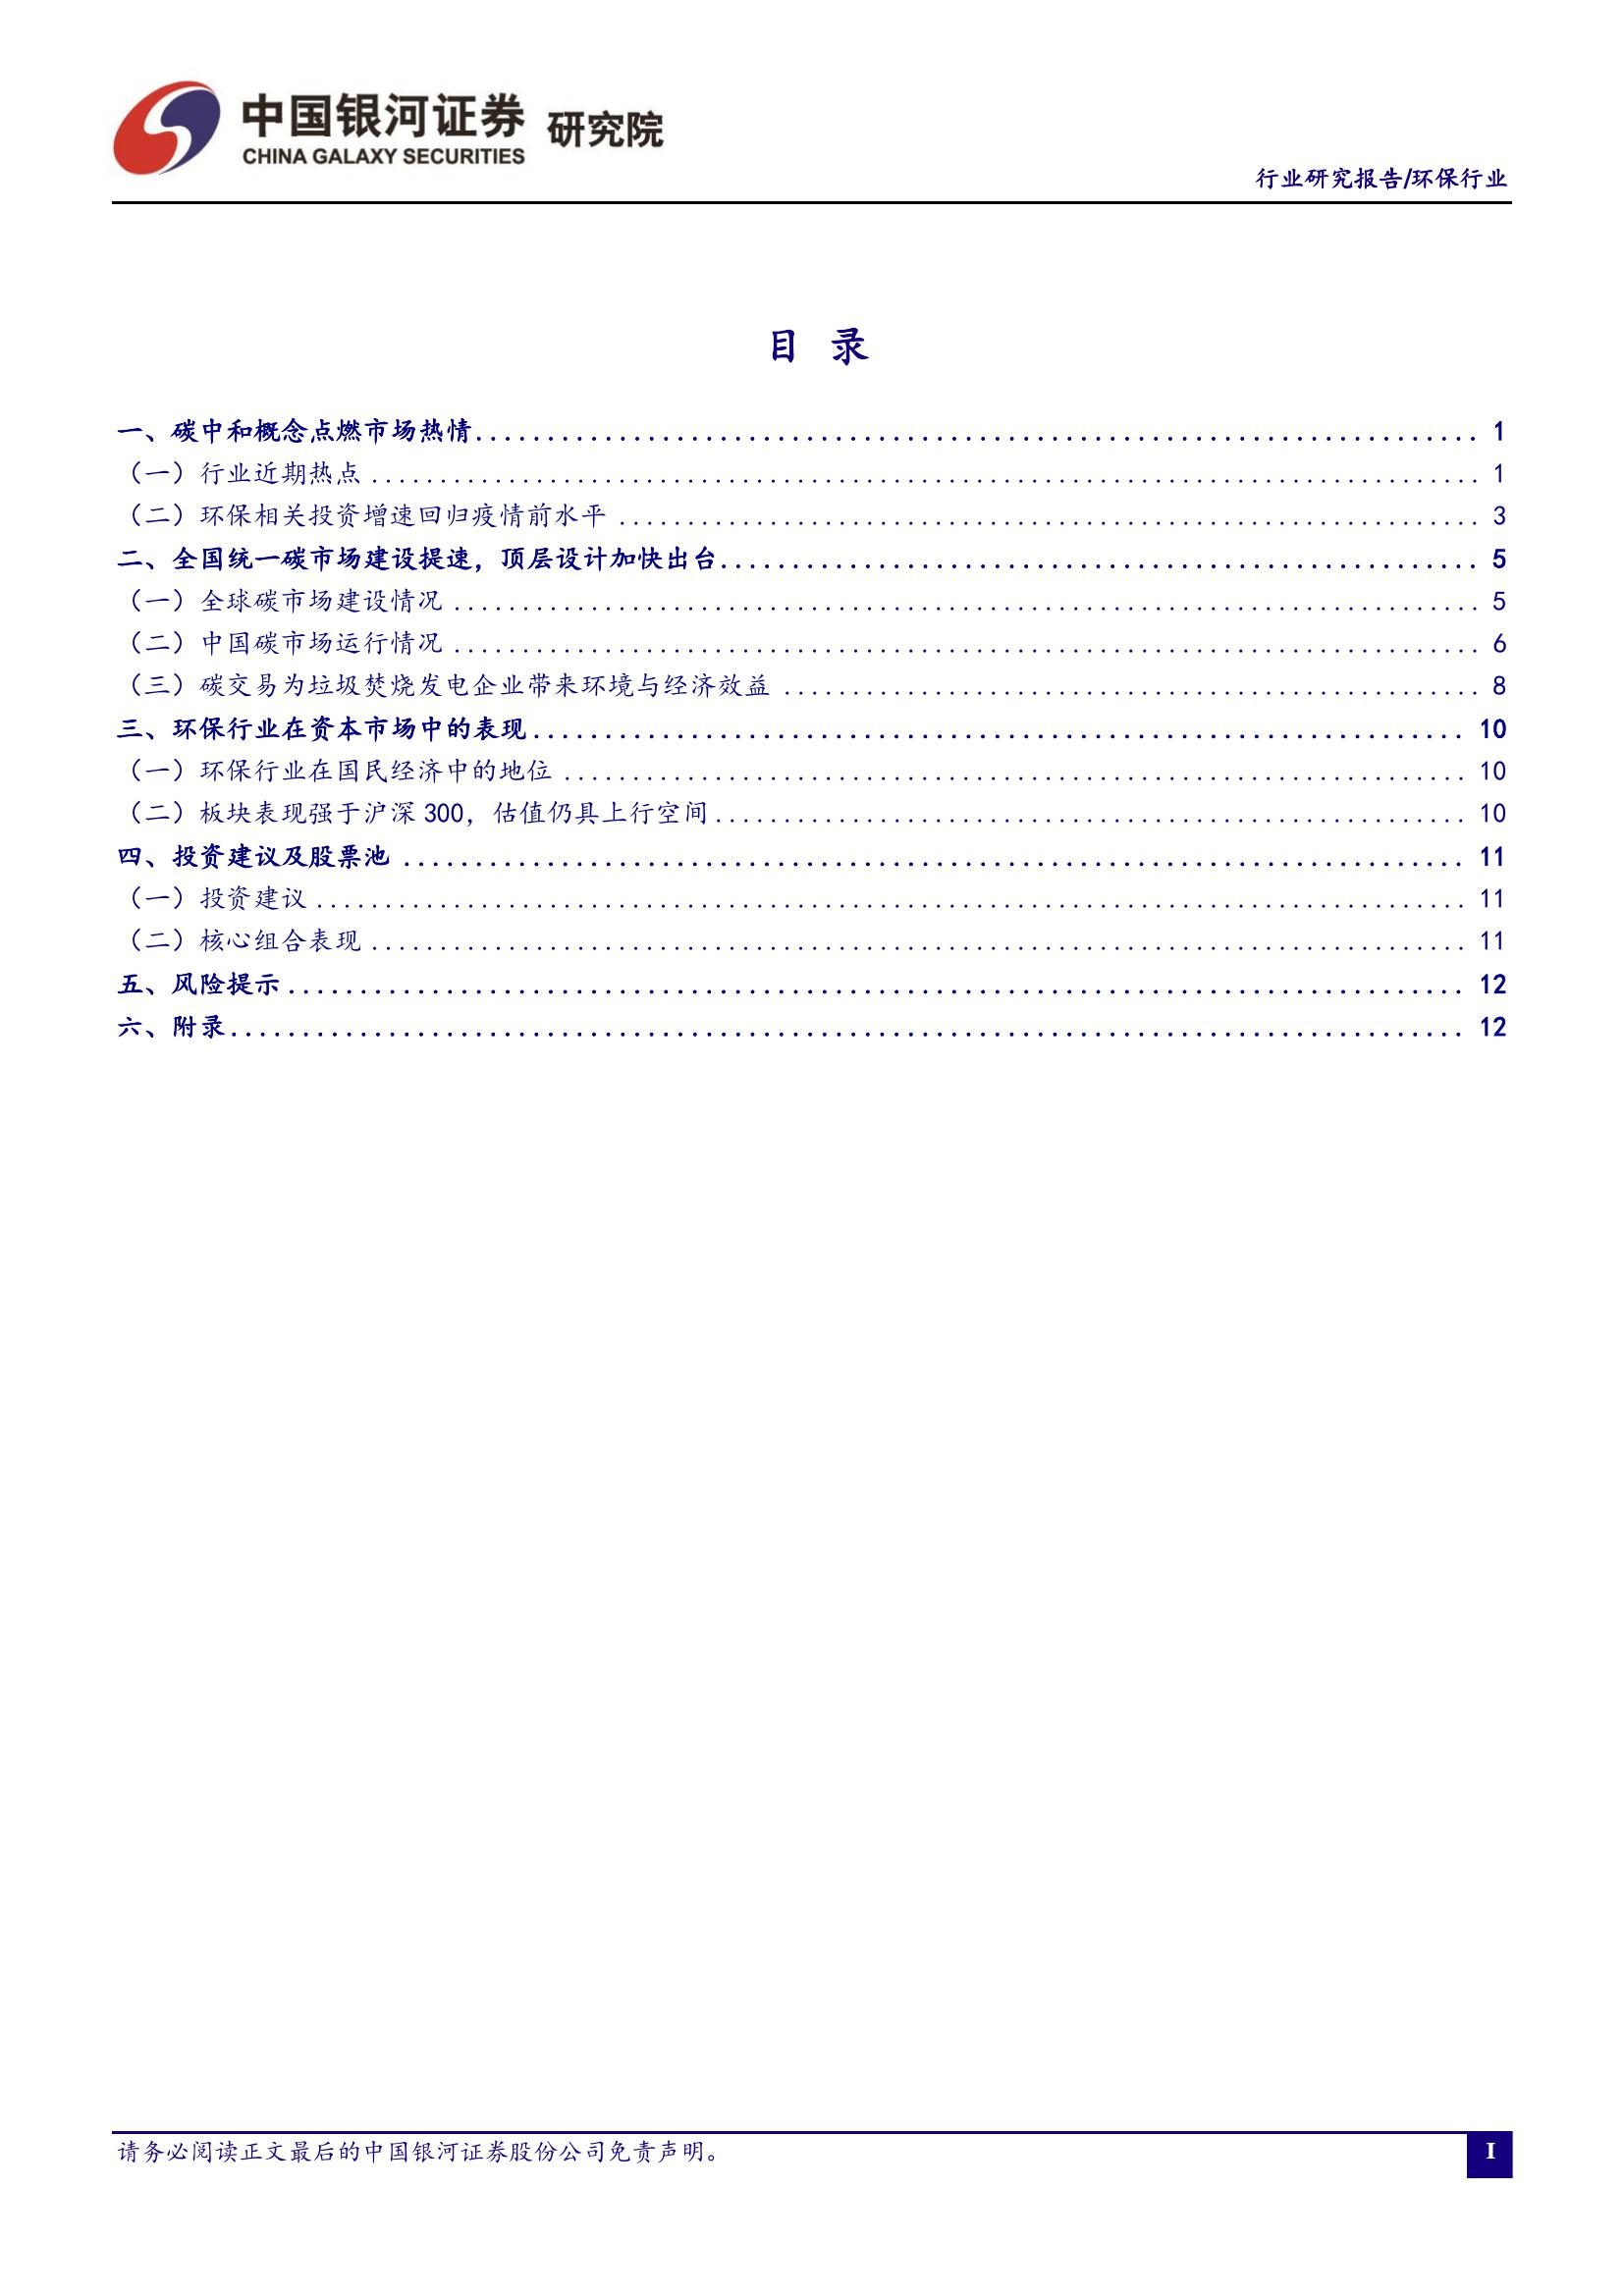 中国银河证券 研究院
CHINA GALAXY SECURITIES
行业研究报告/环保行业
目 录
一、碳中和概念点燃市场热情........................................ 1
（一）行业近期热点........................................ 1
（二）环保相关投资增速回归疫情前水平........................................ 3
二、全国统一碳市场建设提速，顶层设计加快出台........................................ 5
（一）全球碳市场建设情况........................................ 5
（二）中国碳市场运行情况........................................ 6
（三）碳交易为垃圾焚烧发电企业带来环境与经济效益........................................ 8
三、环保行业在资本市场中的表现........................................ 10
（一）环保行业在国民经济中的地位........................................ 10
（二）板块表现强于沪深 300，估值仍具上行空间........................................ 10
四、投资建议及股票池........................................ 11
（一）投资建议........................................ 11
（二）核心组合表现........................................ 11
五、风险提示........................................ 12
六、附录........................................ 12
请务必阅读正文最后的中国银河证券股份公司免责声明。
I